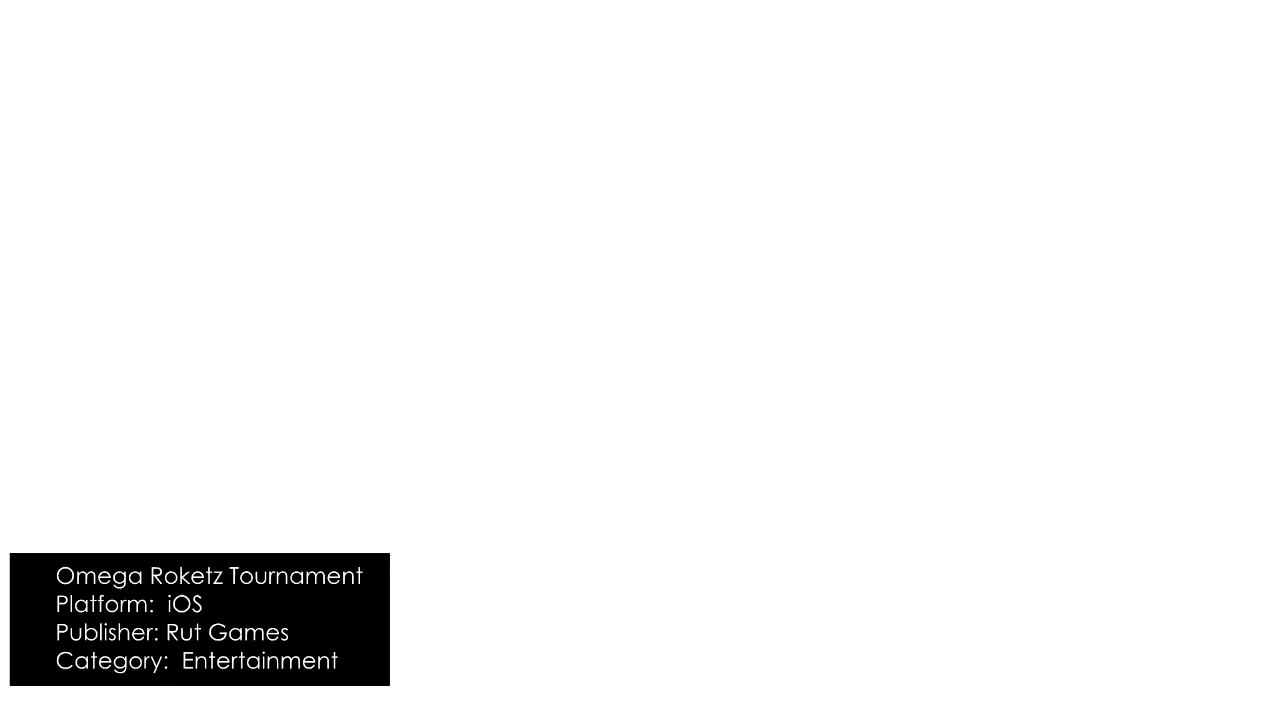 Omega Roketz Tournament
Platform:  iOS
Publisher: Rut Games
Category:  Entertainment